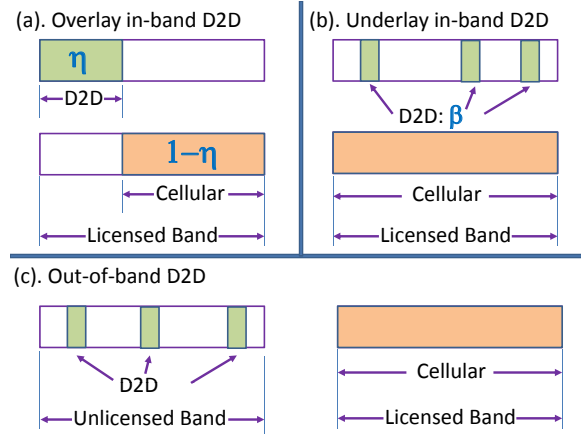 (a). Overlay in-band D2D
η
D2D
1−η
Cellular
Licensed Band
(b). Underlay in-band D2D
D2D: β
Cellular
Licensed Band
(c). Out-of-band D2D
D2D
Unlicensed Band
Cellular
Licensed Band